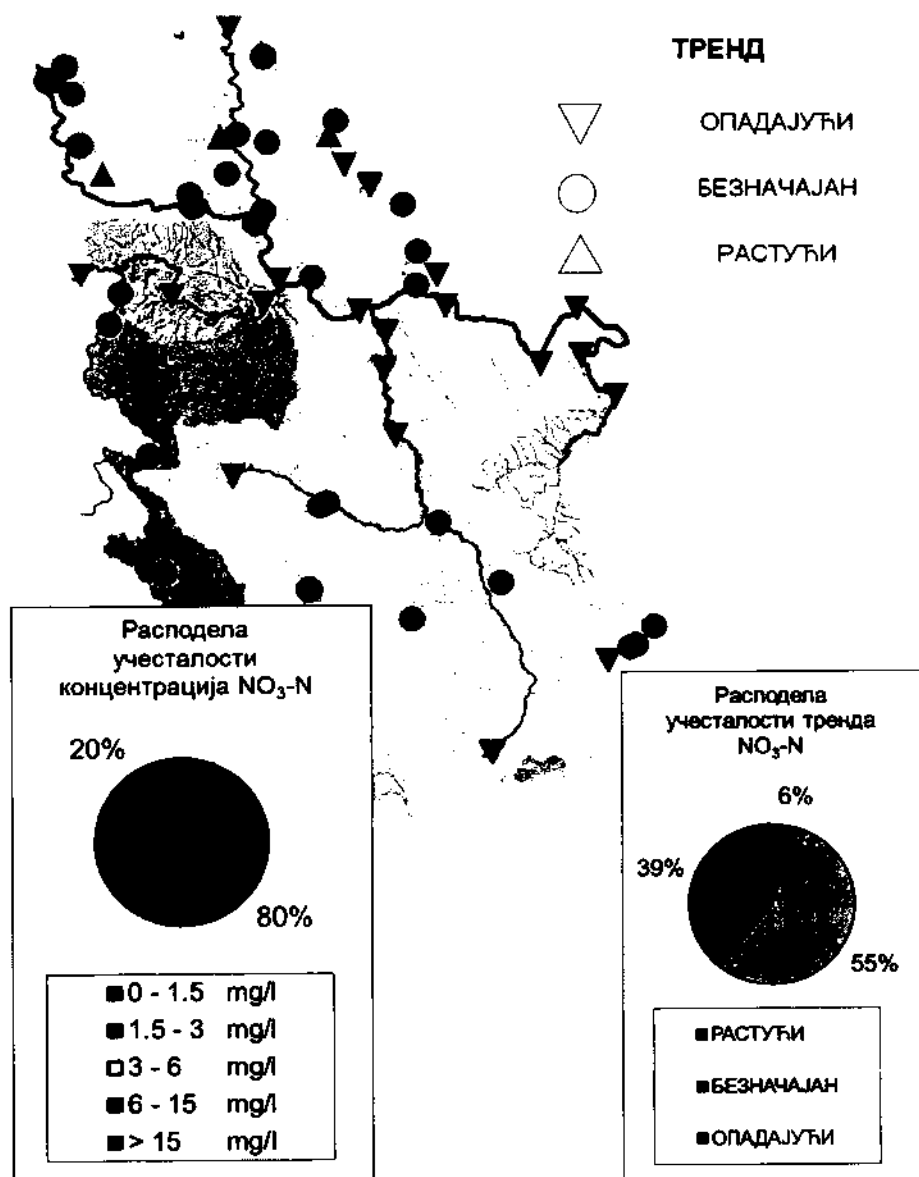 ТРЕНД
ОПАДАЈУЋИ
БЕЗНАЧАЈАН
РАСТУЋИ
Расподела
учесталости
концентрација NO₃-N
20%
80%
0 - 1.5 mg/l
1.5 - 3 mg/l
3 - 6 mg/l
6 - 15 mg/l
> 15 mg/l
Расподела
учесталости тренда
NO₃-N
6%
39%
55%
РАСТУЋИ
БЕЗНАЧАЈАН
ОПАДАЈУЋИ